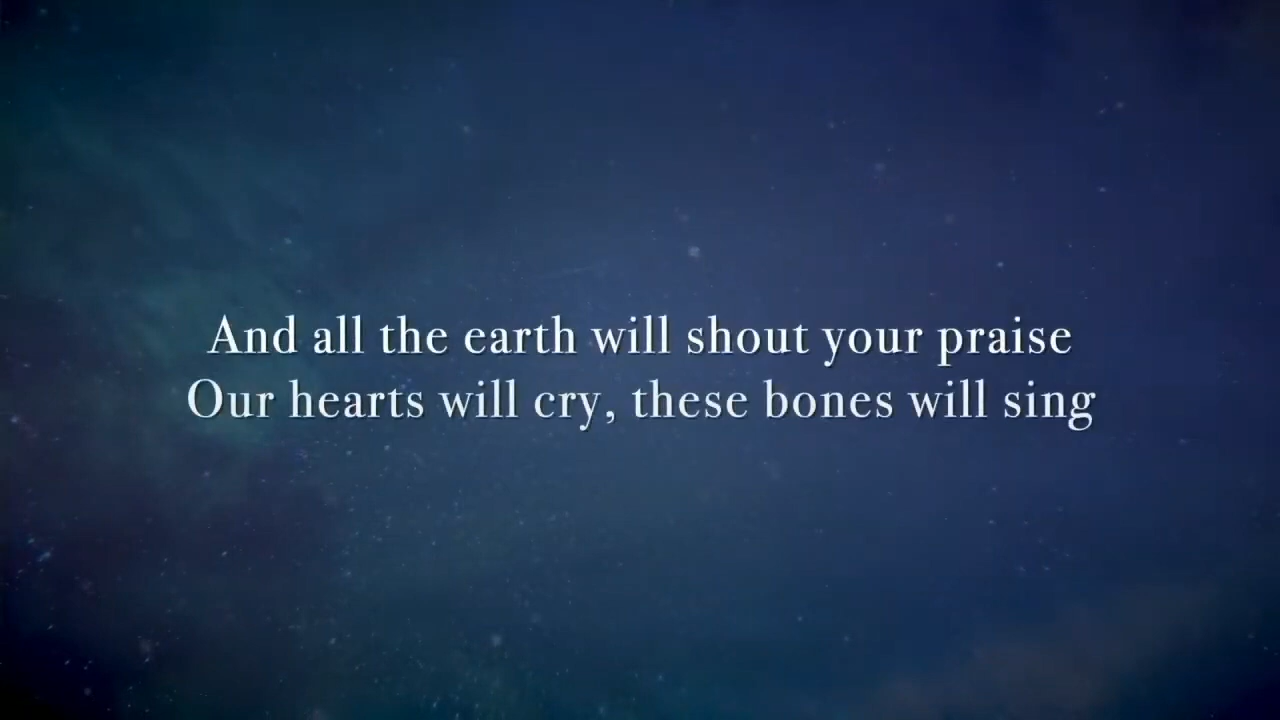 And all the earth will shout your praise
Our hearts will cry, these bones will sing